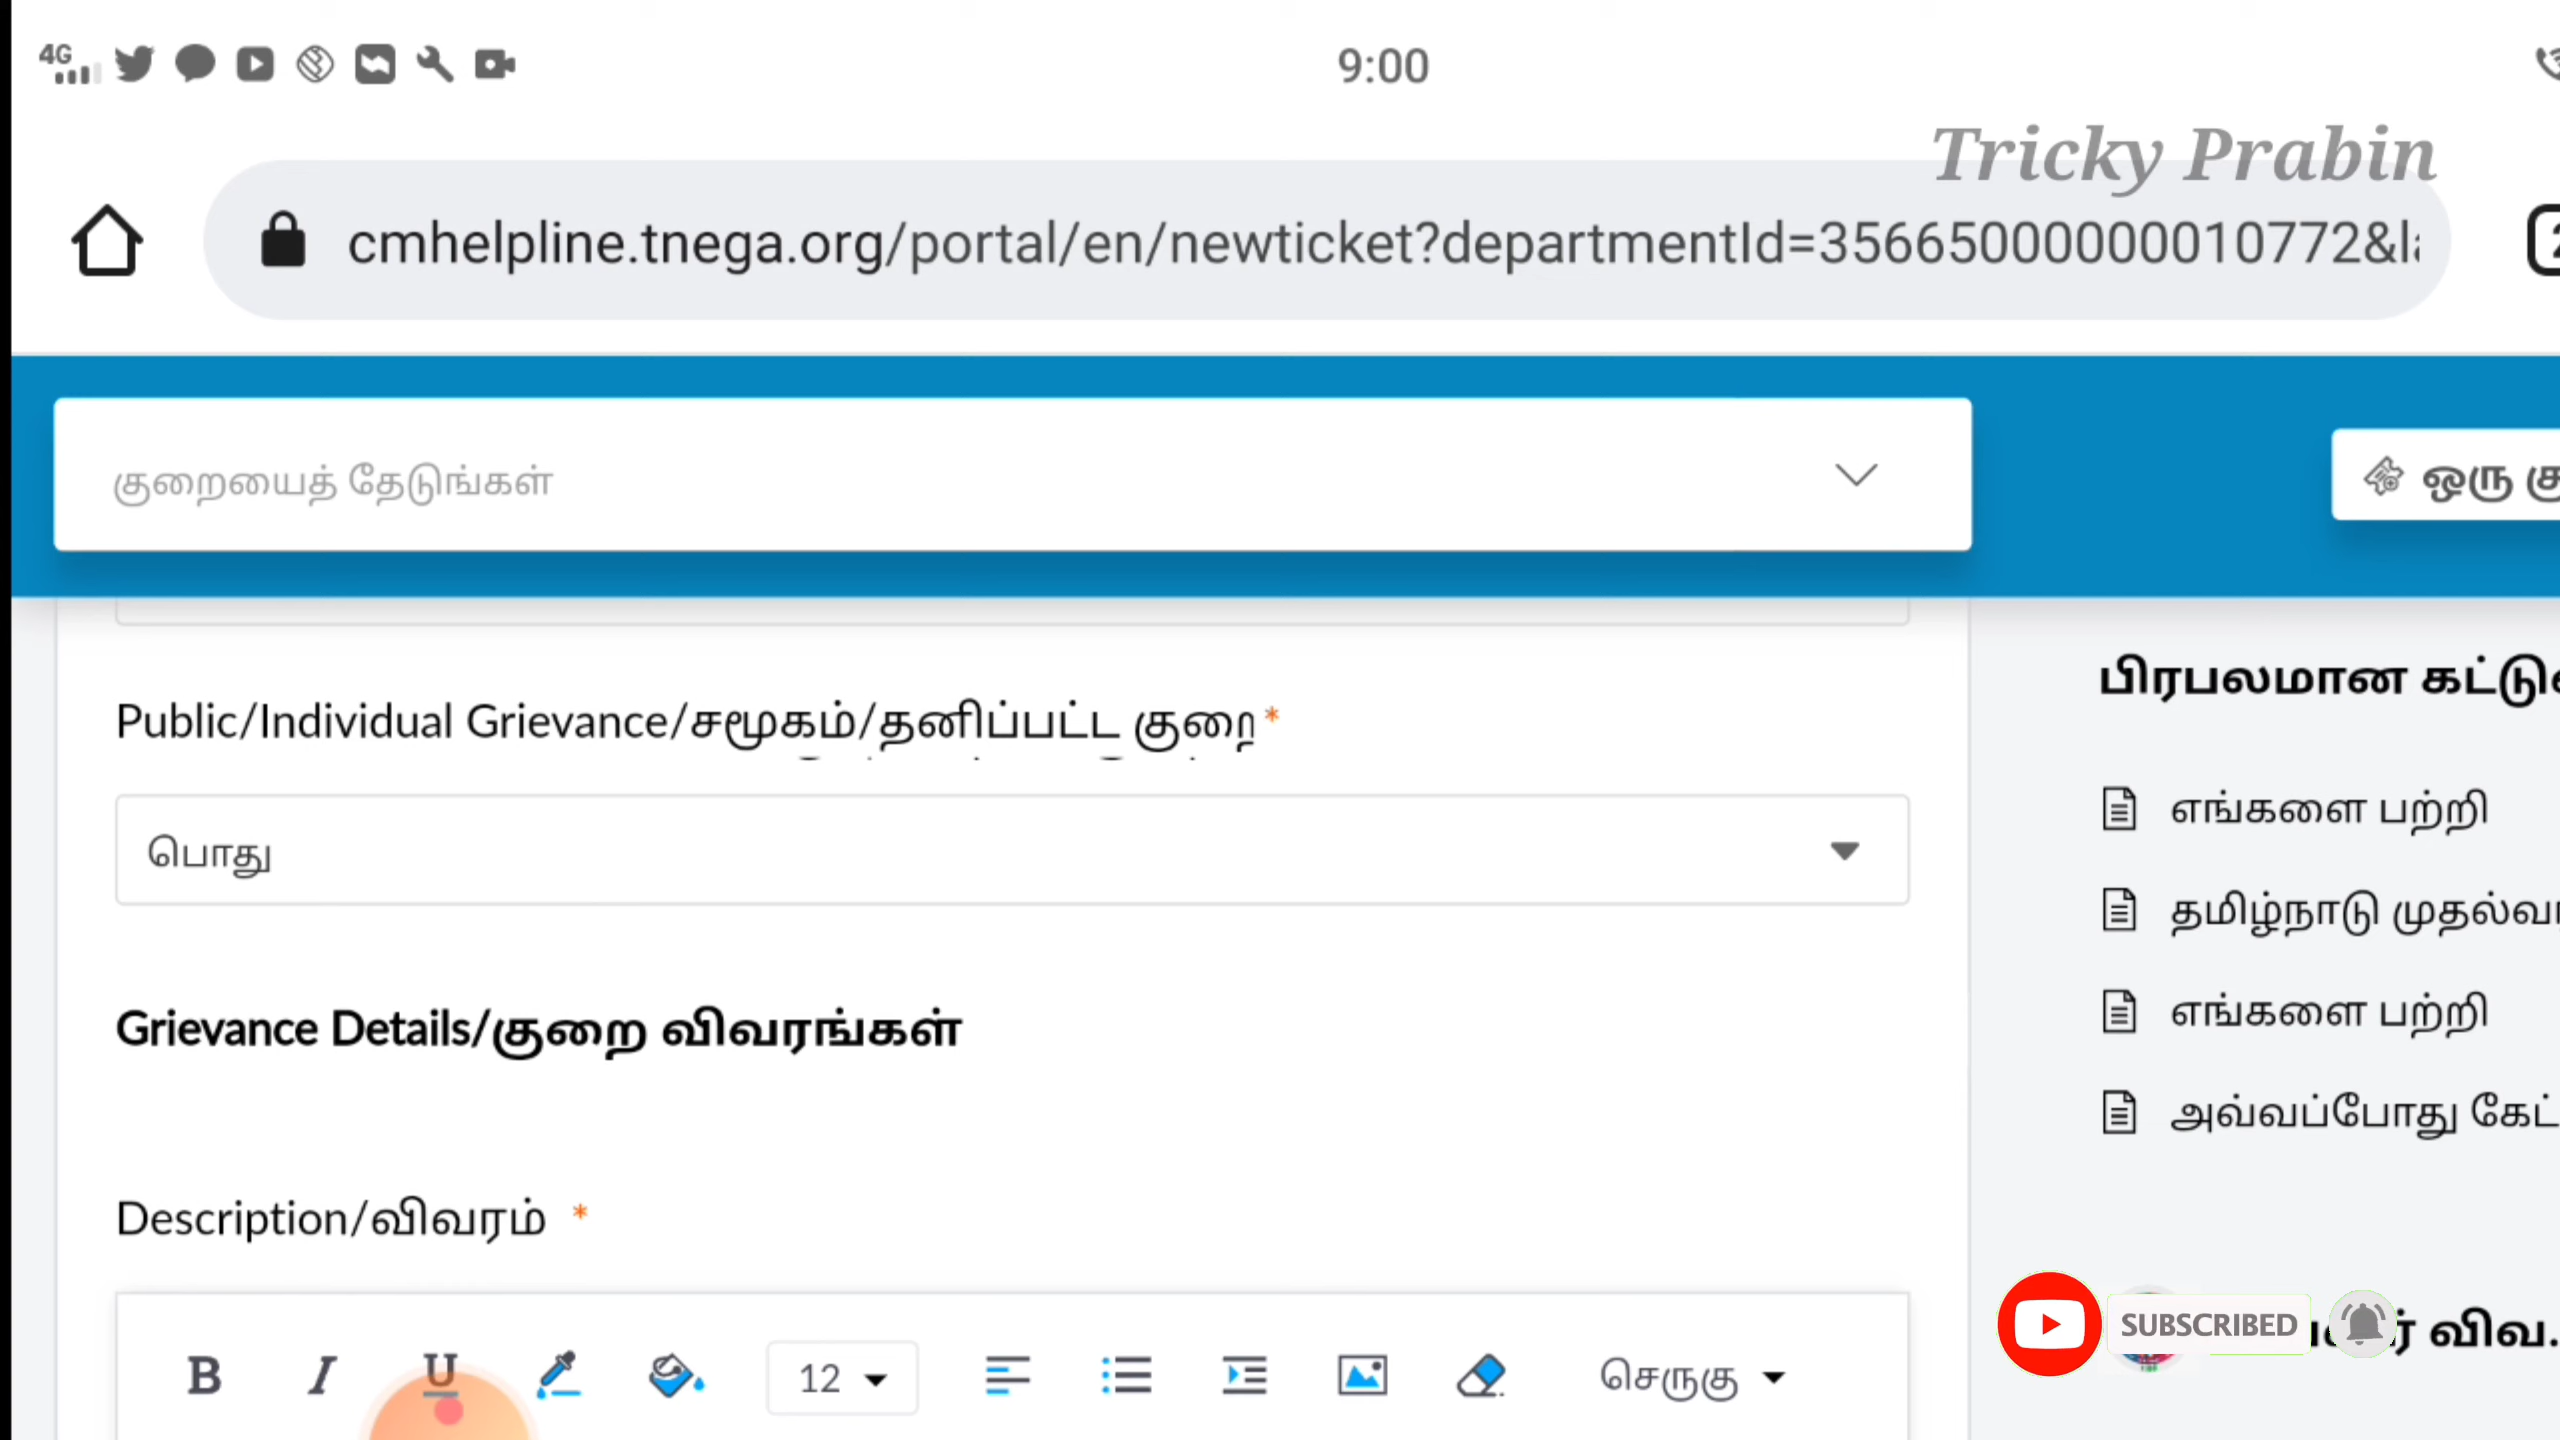 4G 9:00
Tricky Prabin
cmhelpline.tnega.org/portal/en/newticket?departmentId=35665000000010772&la
குறையைத் தேடுங்கள்
ஒரு கு
Public/Individual Grievance/சமூகம்/தனிப்பட்ட குறை*
பொது
Grievance Details/குறை விவரங்கள்
Description/விவரம் *
B I U 12 செருகு
பிரபலமான
எங்களை பற்றி
தமிழ்நாடு
எங்களை பற்றி
அவ்வப்போது
SUBSCRIBED